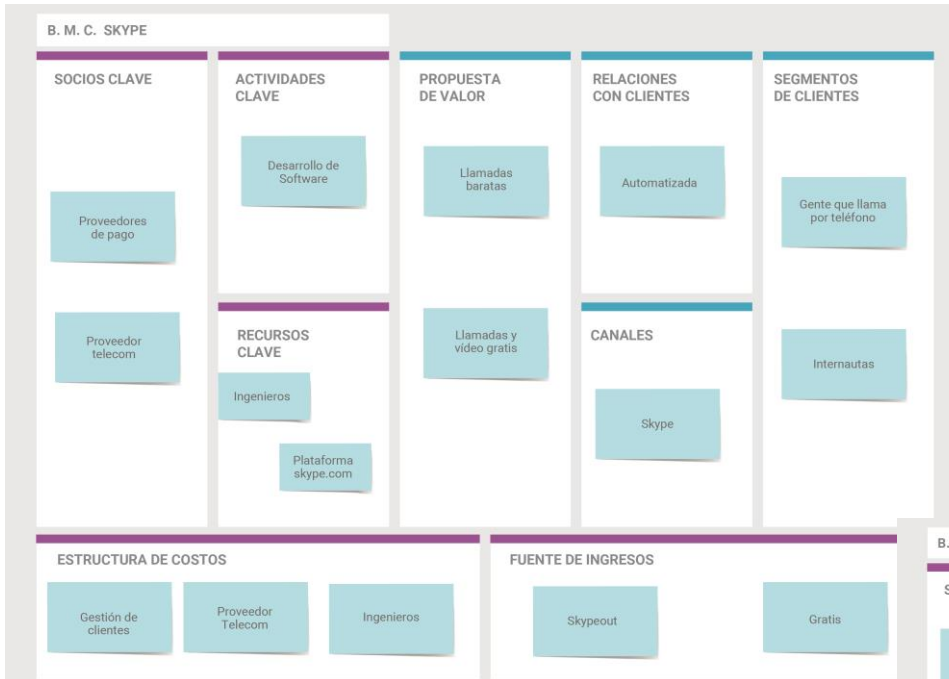 B. M. C. SKYPE
SOCIOS CLAVE
Proveedores
de pago
Proveedor
telecom
ACTIVIDADES
CLAVE
Desarrollo de
Software
RECURSOS
CLAVE
Ingenieros
Plataforma
skype.com
PROPUESTA
DE VALOR
Llamadas
baratas
Llamadas y
vídeo gratis
RELACIONES
CON CLIENTES
Automatizada
CANALES
Skype
SEGMENTOS
DE CLIENTES
Gente que llama
por teléfono
Internautas
ESTRUCTURA DE COSTOS
Gestión de
clientes
Proveedor
Telecom
Ingenieros
FUENTE DE INGRESOS
Skypeout
Gratis
B.
S